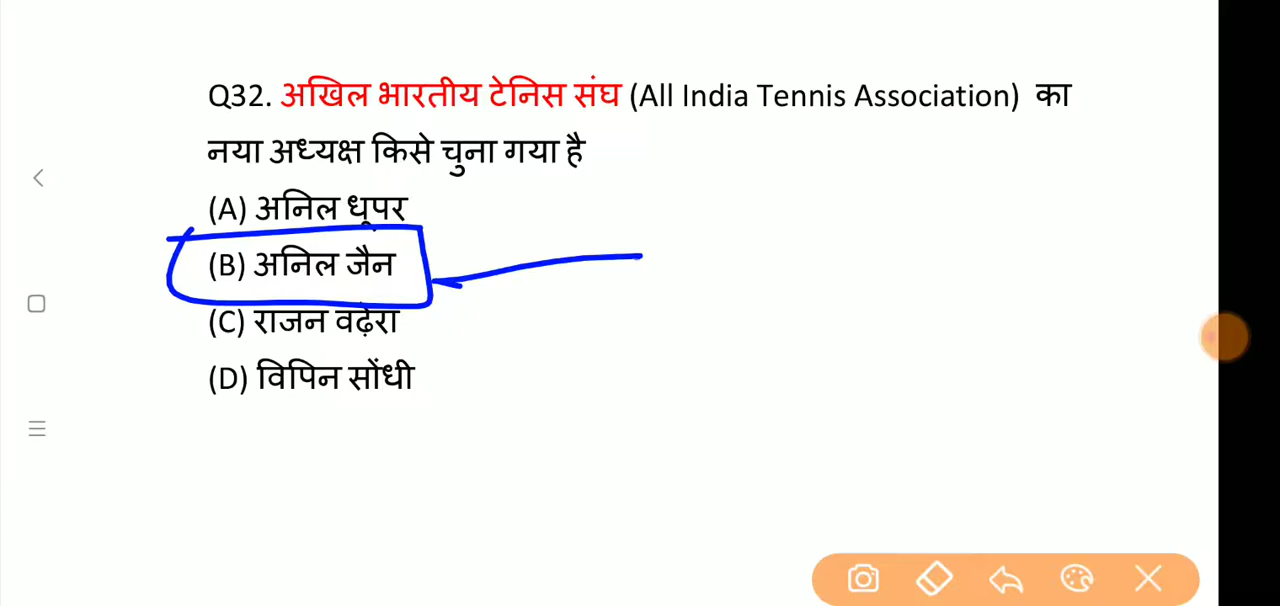 Q32. अखिल भारतीय टेनिस संघ (All India Tennis Association) का
नया अध्यक्ष किसे चुना गया है
(A) अनिल धूपर
(B) अनिल जैन
(C) राजन वढ़ेरा
(D) विपिन सोंधी